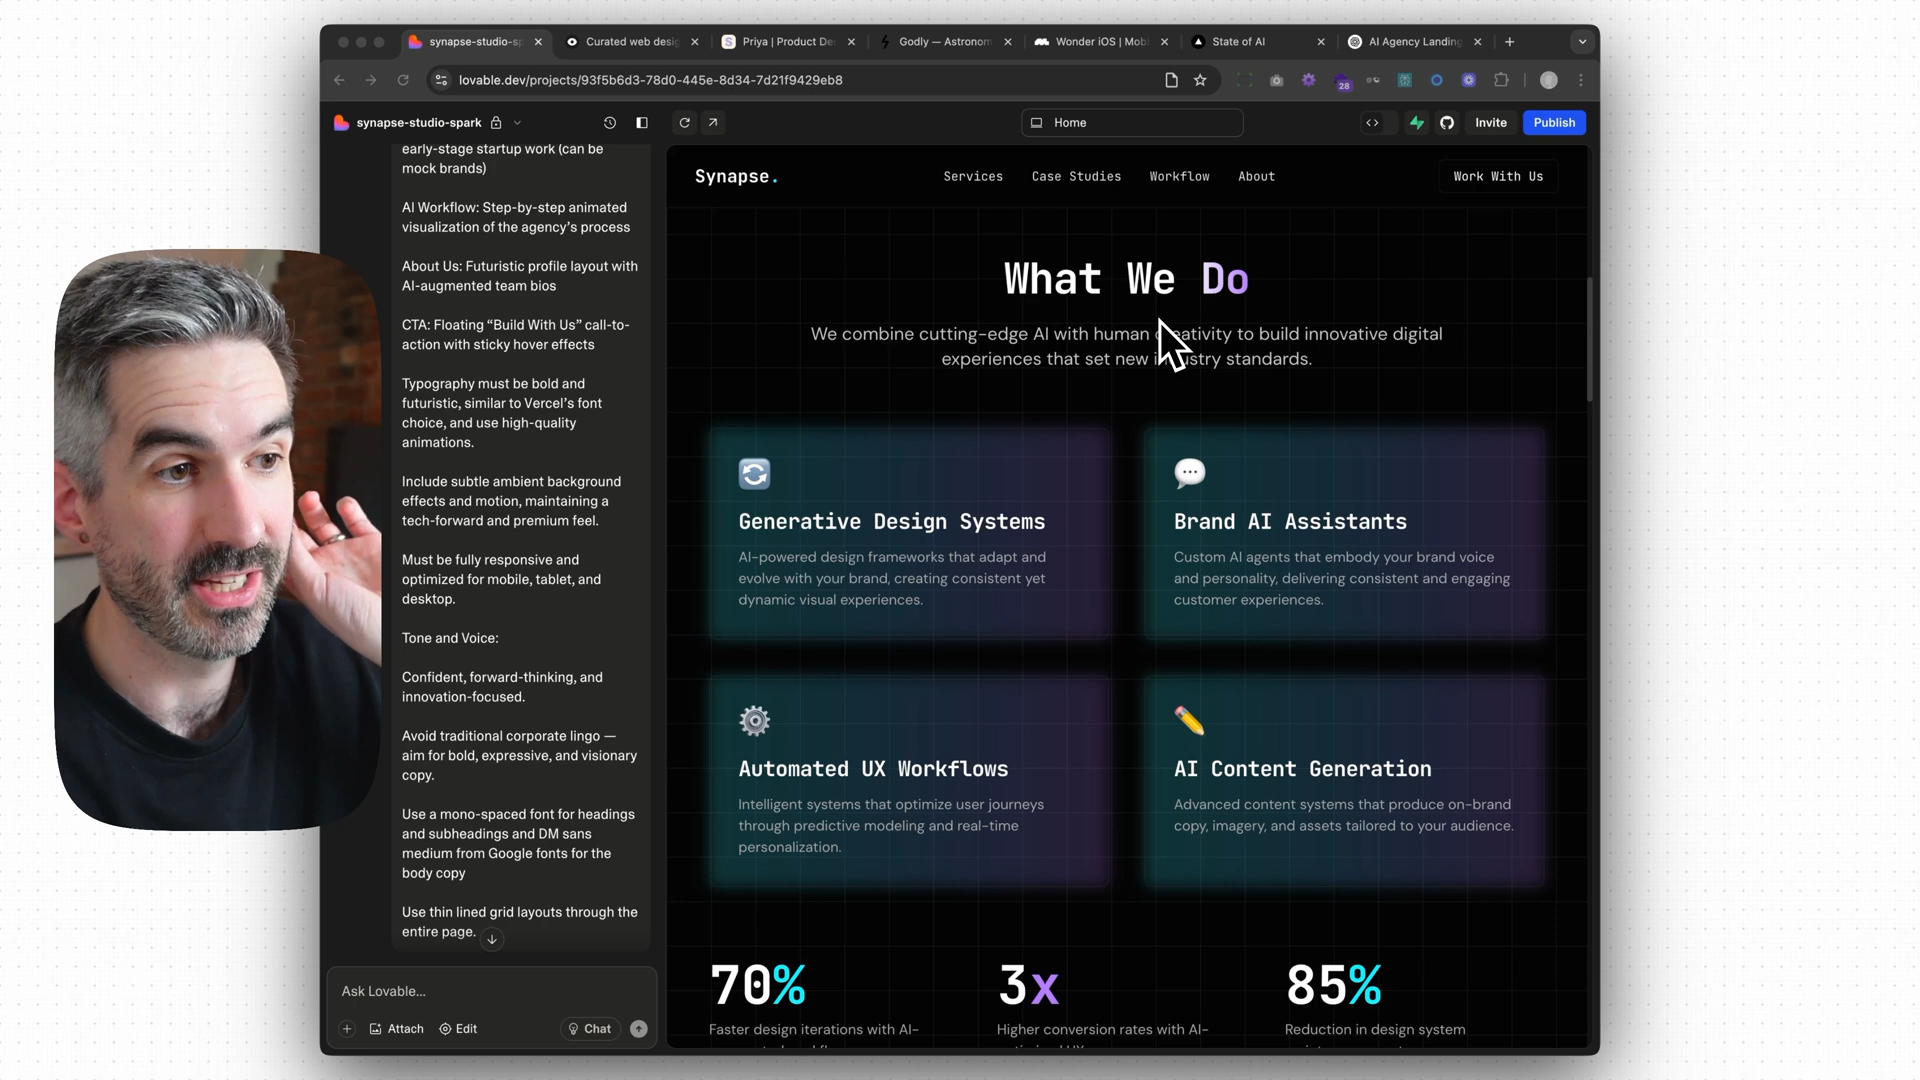 synapse-studio-sp
Curated web desig
Priya | Product De
Godly — Astronom
Wonder iOS | Mobi
State of AI
AI Agency Landing
lovable.dev/projects/93f5b6d3-78d0-445e-8d34-7d21f9429eb8
28
synapse-studio-spark
Home
Invite
Publish
early-stage startup work (can be
mock brands)
AI Workflow: Step-by-step animated
visualization of the agency's process
About Us: Futuristic profile layout with
AI-augmented team bios
CTA: Floating “Build With Us” call-to-
action with sticky hover effects
Typography must be bold and
futuristic, similar to Vercel's font
choice, and use high-quality
animations.
Include subtle ambient background
effects and motion, maintaining a
tech-forward and premium feel.
Must be fully responsive and
optimized for mobile, tablet, and
desktop.
Tone and Voice:
Confident, forward-thinking, and
innovation-focused.
Avoid traditional corporate lingo —
aim for bold, expressive, and visionary
copy.
Use a mono-spaced font for headings
and subheadings and DM sans
medium from Google fonts for the
body copy
Use thin lined grid layouts through the
entire page.
Ask Lovable...
Attach
Edit
Chat
Synapse.
Services
Case Studies
Workflow
About
Work With Us
What We Do
We combine cutting-edge AI with human creativity to build innovative digital
experiences that set new industry standards.
Generative Design Systems
AI-powered design frameworks that adapt and
evolve with your brand, creating consistent yet
dynamic visual experiences.
Brand AI Assistants
Custom AI agents that embody your brand voice
and personality, delivering consistent and engaging
customer experiences.
Automated UX Workflows
Intelligent systems that optimize user journeys
through predictive modeling and real-time
personalization.
AI Content Generation
Advanced content systems that produce on-brand
copy, imagery, and assets tailored to your audience.
70%
Faster design iterations with AI-
3x
Higher conversion rates with AI-
85%
Reduction in design system